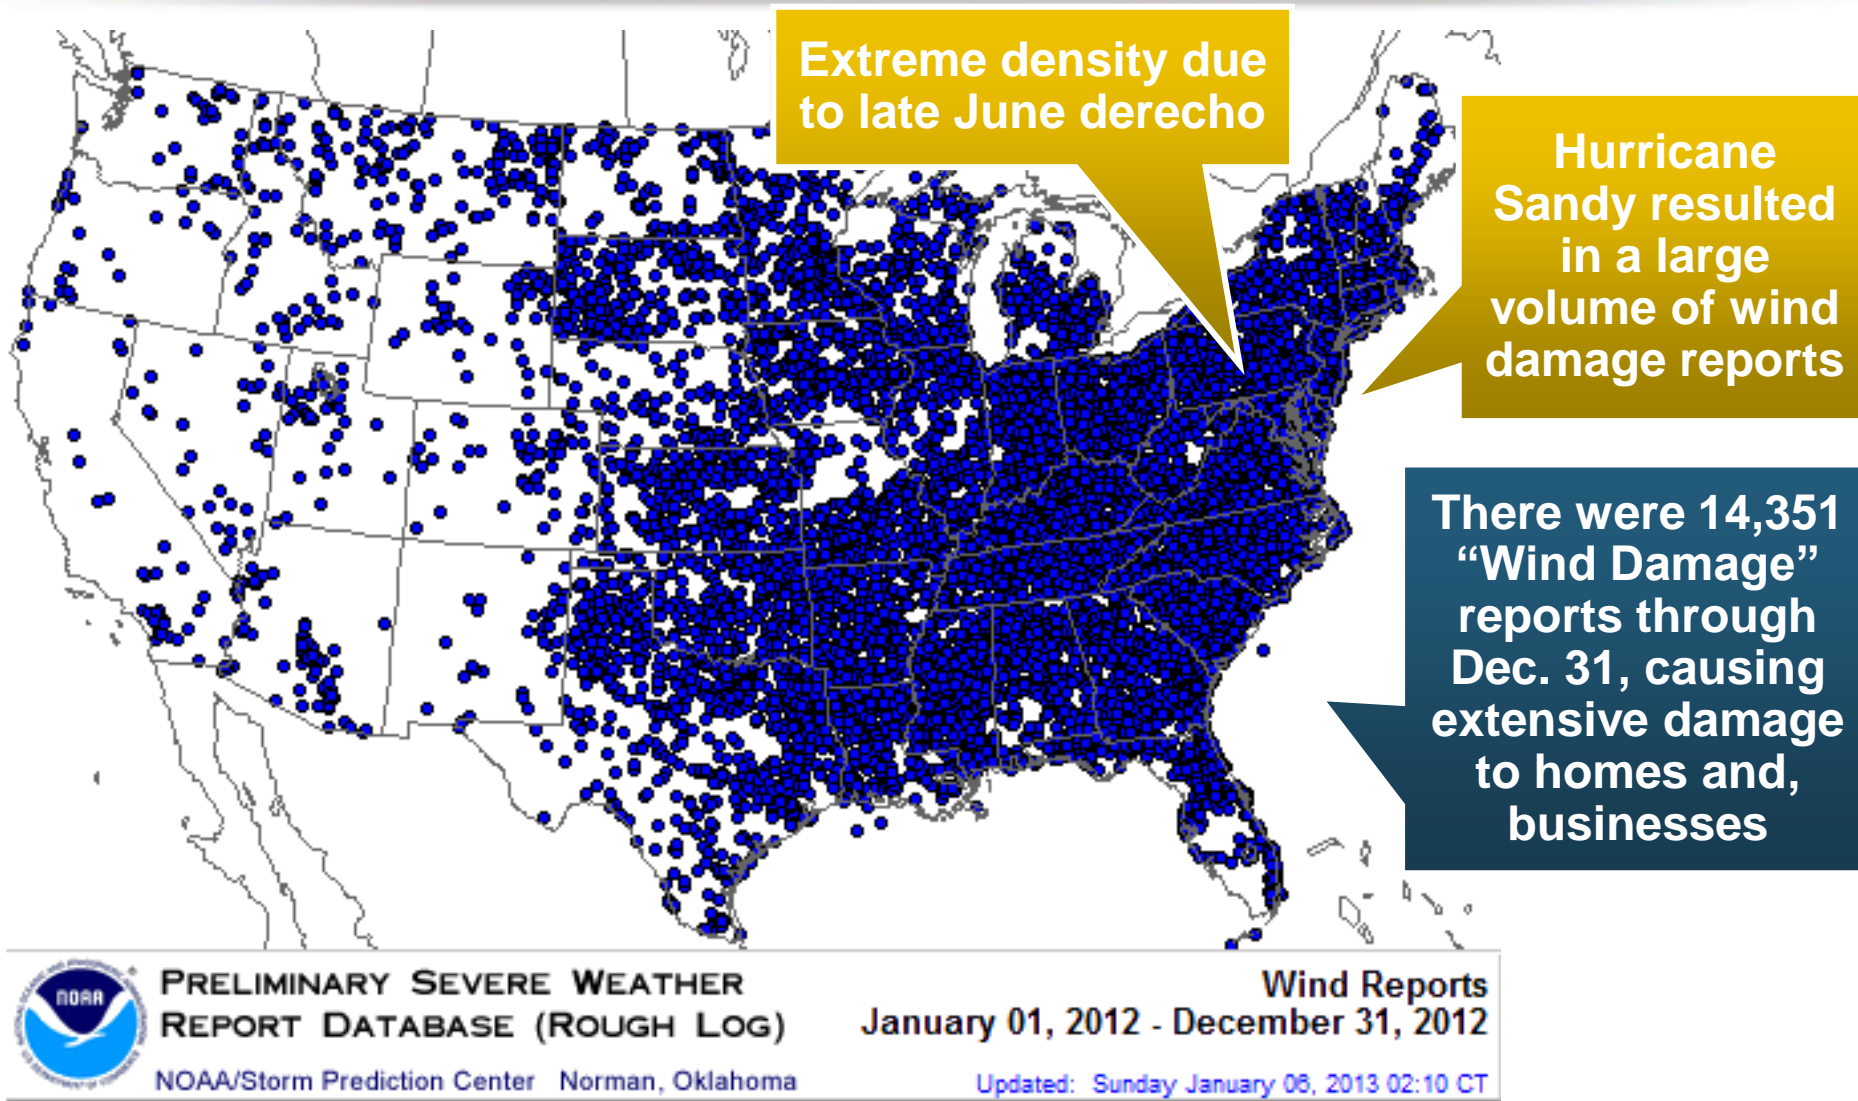 Extreme density due
to late June derecho
Hurricane
Sandy resulted
in a large
volume of wind
damage reports
There were 14,351
“Wind Damage”
reports through
Dec. 31, causing
extensive damage
to homes and,
businesses
NOAA
PRELIMINARY SEVERE WEATHER
REPORT DATABASE (ROUGH LOG)
NOAA/Storm Prediction Center Norman, Oklahoma
Wind Reports
January 01, 2012 - December 31, 2012
Updated: Sunday January 06, 2013 02:10 CT